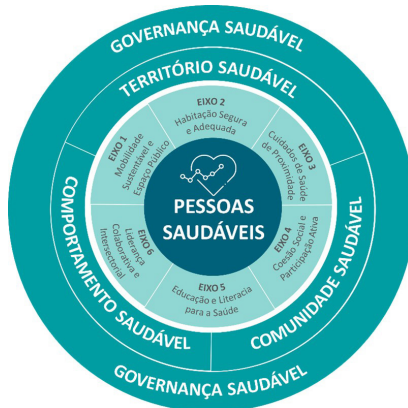 GOVERNANÇA SAUDÁVEL
TERRITÓRIO SAUDÁVEL
EIXO 1
Mobilidade
Sustentável e
Espaço Público
EIXO 2
Habitação Segura
e Adequada
EIXO 3
Cuidados de Saúde
de Proximidade
PESSOAS
SAUDÁVEIS
EIXO 6
Liderança
Colaborativa e
Intersectorial
EIXO 4
Coesão Social e
Participação Ativa
EIXO 5
Educação e Literacia
para a Saúde
COMPORTAMENTO SAUDÁVEL
COMUNIDADE SAUDÁVEL
GOVERNANÇA SAUDÁVEL